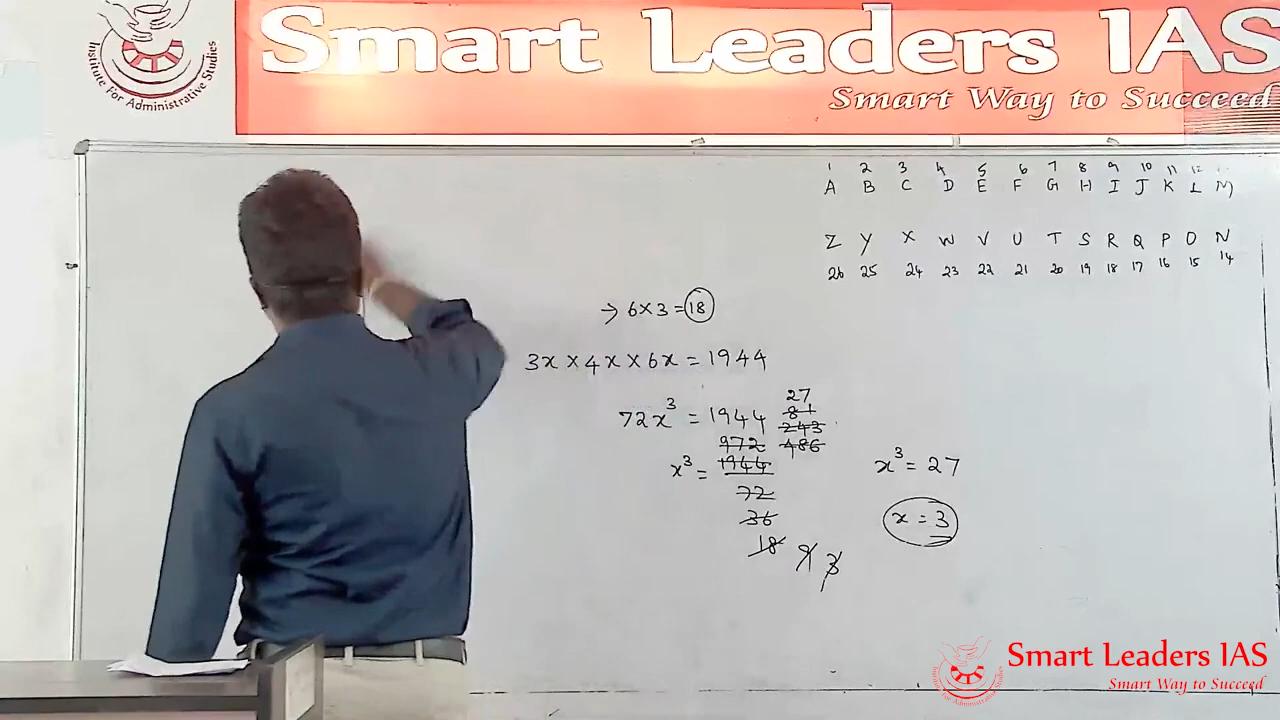 Smart Leaders IAS
Smart Way to Succeed
Institute For Administrative Studies
1 2 3 4 5 6 7 8 9 10 11 12
A B C D E F G H I J K L M
Z Y X W V U T S R Q P O N
26 25 24 23 22 21 20 19 18 17 16 15 14
→ 6×3 = 18
3x × 4x × 6x = 1944
72x³ = 1944
27
81
243
486
972
x³ = 1944
72
36
18 9 3
x³ = 27
x = 3
Smart Leaders IAS
Smart Way to Succeed